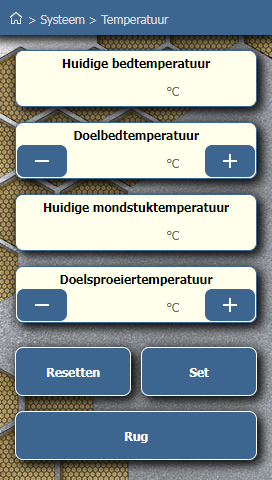 > Systeem > Temperatuur
Huidige bedtemperatuur
°C
Doelbedtemperatuur
− °C +
Huidige mondstuktemperatuur
°C
Doelsproeiertemperatuur
− °C +
Resetten Set
Rug